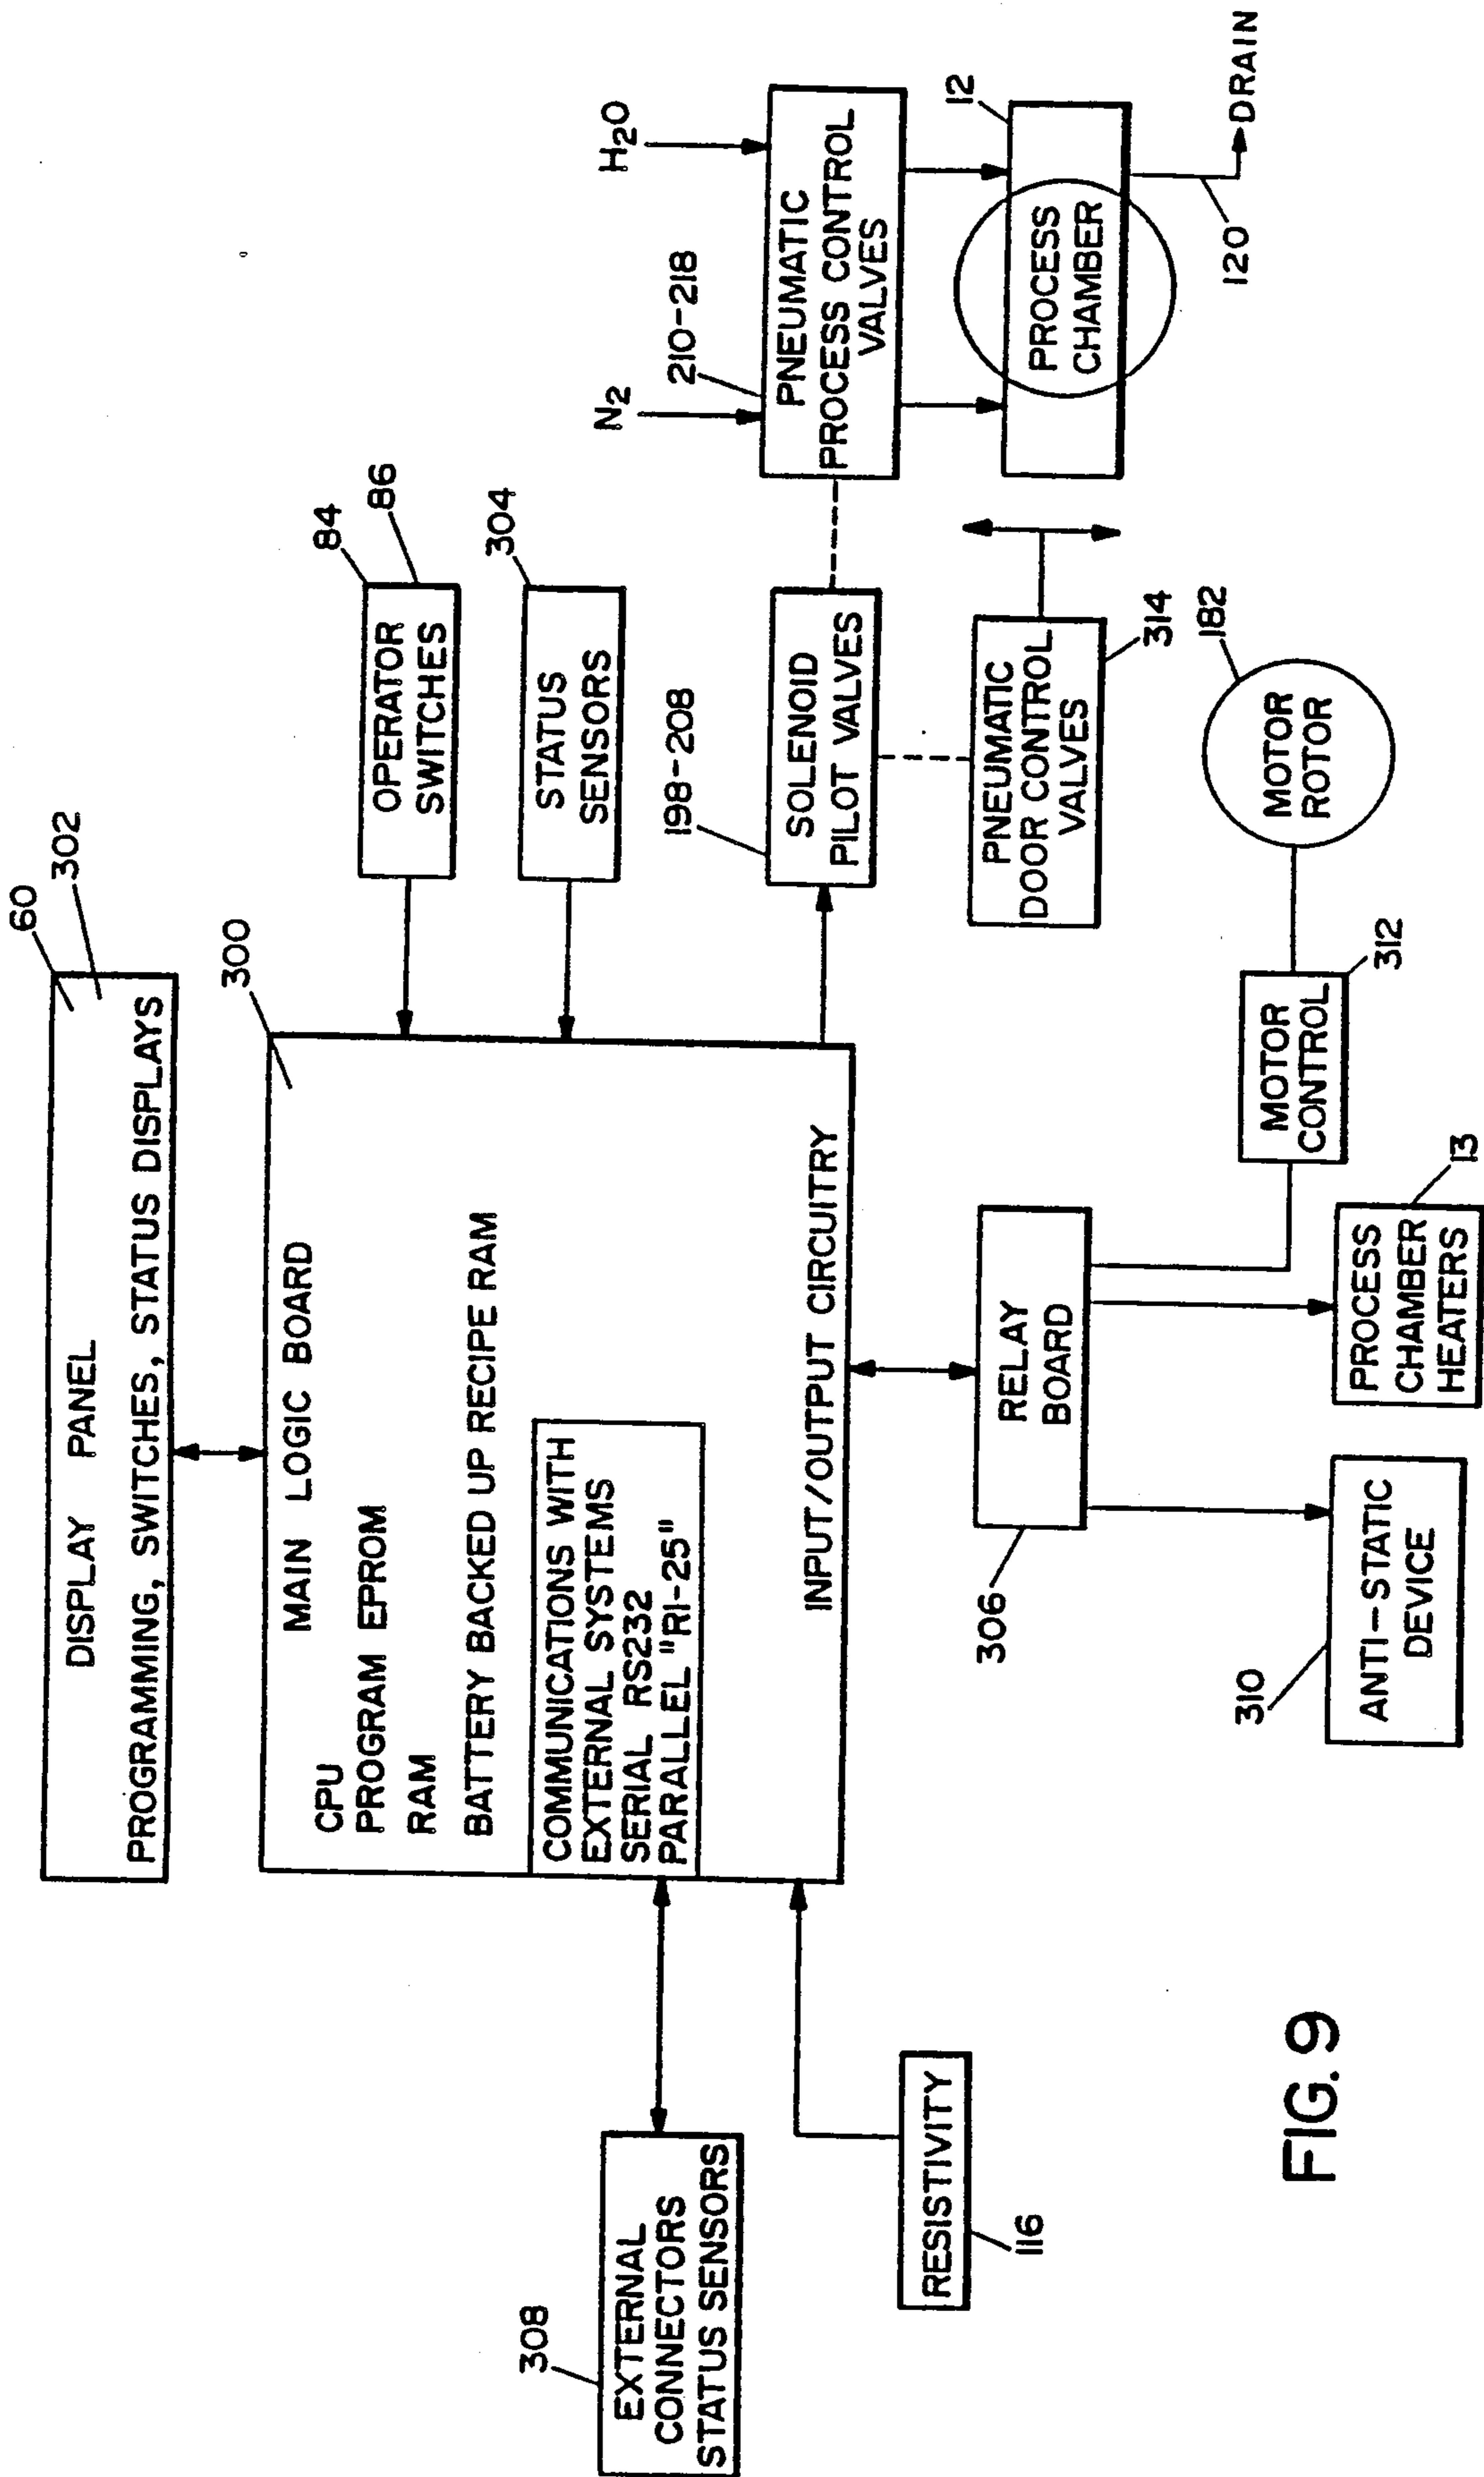 60
302
DISPLAY PANEL
PROGRAMMING, SWITCHES, STATUS DISPLAYS
300
MAIN LOGIC BOARD
CPU
PROGRAM EPROM
RAM
BATTERY BACKED UP RECIPE RAM
COMMUNICATIONS WITH
EXTERNAL SYSTEMS
SERIAL RS232
PARALLEL "RI-25"
INPUT/OUTPUT CIRCUITRY
84
86
OPERATOR
SWITCHES
304
STATUS
SENSORS
198-208
SOLENOID
PILOT VALVES
N2
H2O
210-218
PNEUMATIC
PROCESS CONTROL
VALVES
12
PROCESS
CHAMBER
120
DRAIN
PNEUMATIC
DOOR CONTROL
VALVES
314
182
MOTOR
ROTOR
MOTOR
CONTROL
312
308
EXTERNAL
CONNECTORS
STATUS SENSORS
RESISTIVITY
116
306
RELAY
BOARD
310
ANTI-STATIC
DEVICE
13
PROCESS
CHAMBER
HEATERS
FIG. 9